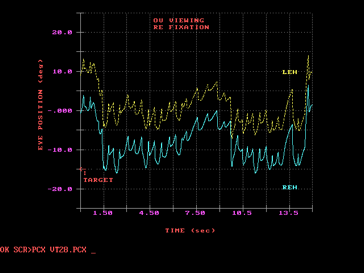 OU VIEWING
RE FIXATION
20.0
10.0
LEH
EYE POSITION (deg)
-.000
-10.0
TARGET
REH
-20.0
1.50 4.50 7.50 10.5 13.5
TIME (sec)
OK SCR>PCX VTZB.PCX _